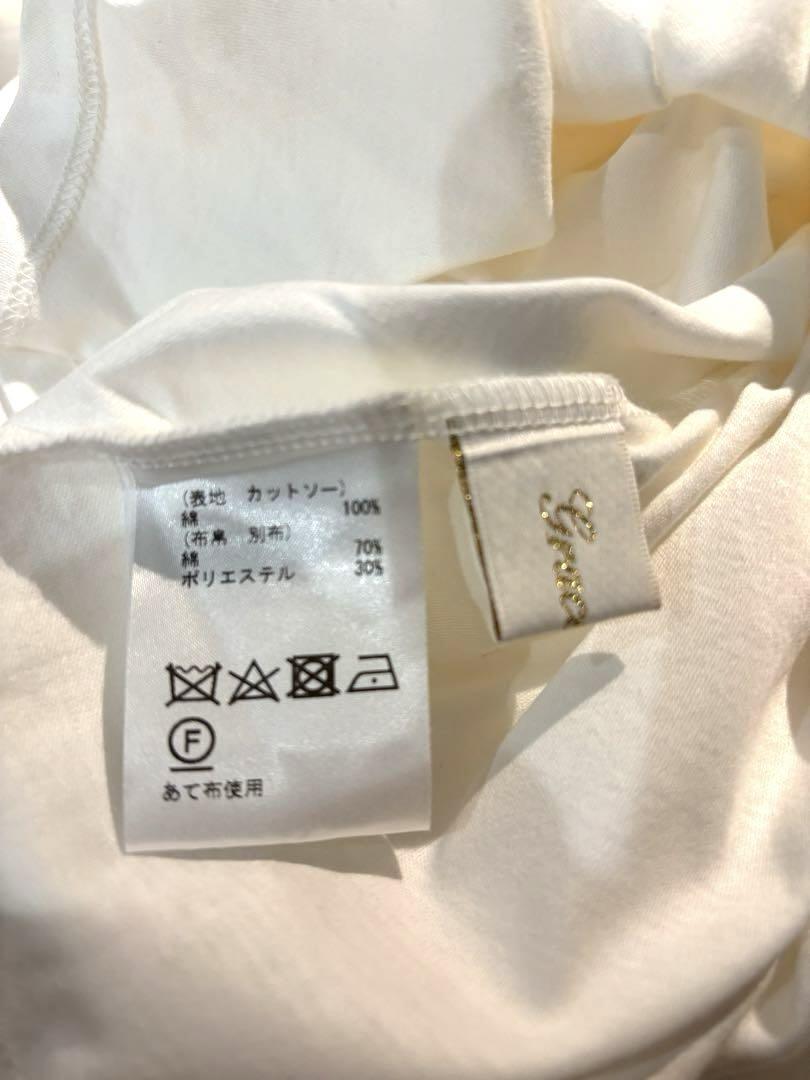 (表地 カットソー)
綿 100%
(布帛 別布)
綿 70%
ポリエステル 30%
F
あて布使用